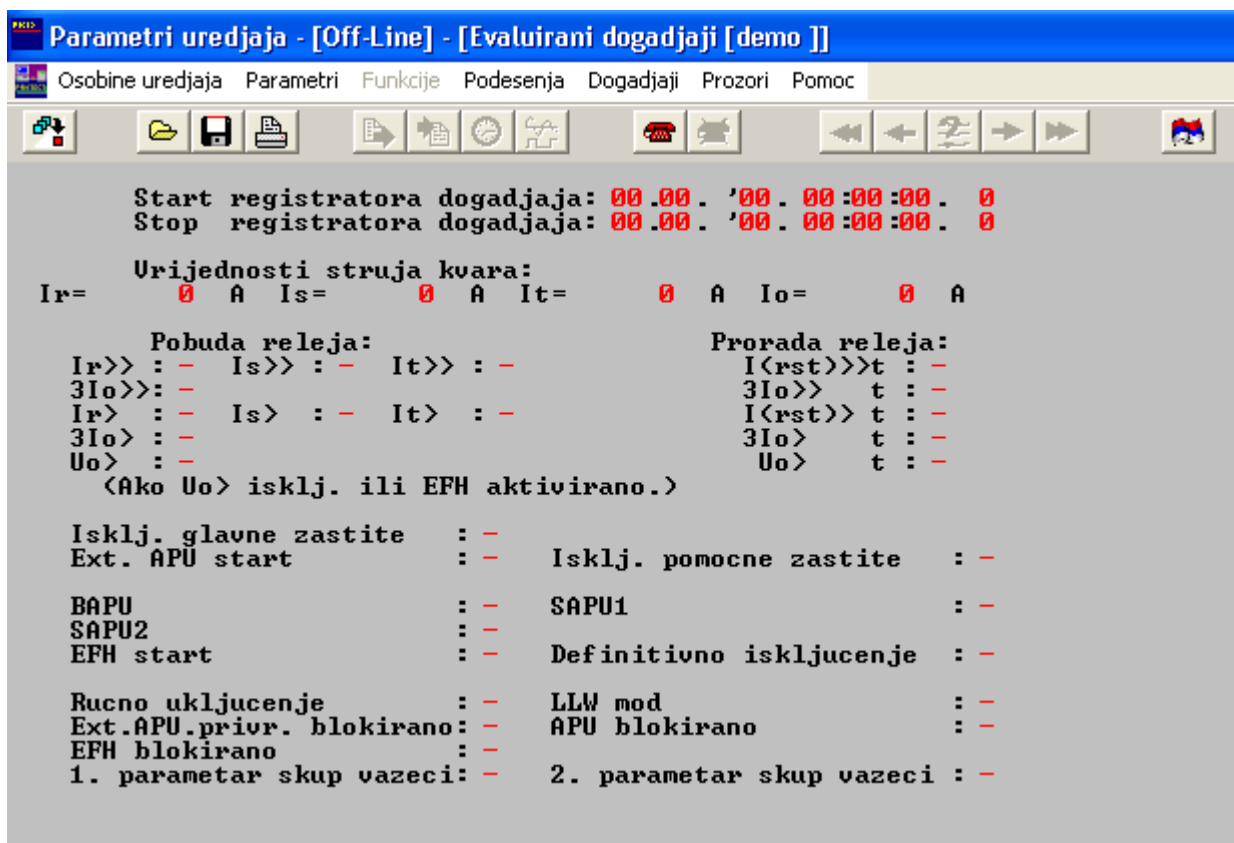 Parametri uredjaja - [Off-Line] - [Evaluirani dogadjaji [demo ]]
Osobine uredjaja Parametri Funkcije Podesenja Dogadjaji Prozori Pomoc
Start registratora dogadjaja: 00.00. '00. 00:00:00. 0
Stop registratora dogadjaja: 00.00. '00. 00:00:00. 0
Vrijednosti struja kvara:
Ir= 0 A Is= 0 A It= 0 A Io= 0 A
Pobuda releja: Prorada releja:
Ir>> : - Is>> : - It>> : - I(rst)>>t : -
3Io>>: - 3Io>> t : -
Ir> : - Is> : - It> : - I(rst)> t : -
3Io> : - 3Io> t : -
Uo> : - Uo> t : -
(Ako Uo> isklj. ili EFH aktivirano.)
Isklj. glavne zastite : -
Ext. APU start : - Isklj. pomocne zastite : -
BAPU : - SAPU1 : -
SAPU2 : -
EFH start : - Definitivno iskljucenje : -
Rucno ukljucenje : - LLW mod : -
Ext.APU.privr. blokirano: - APU blokirano : -
EFH blokirano : -
1. parametar skup vazeci: - 2. parametar skup vazeci : -